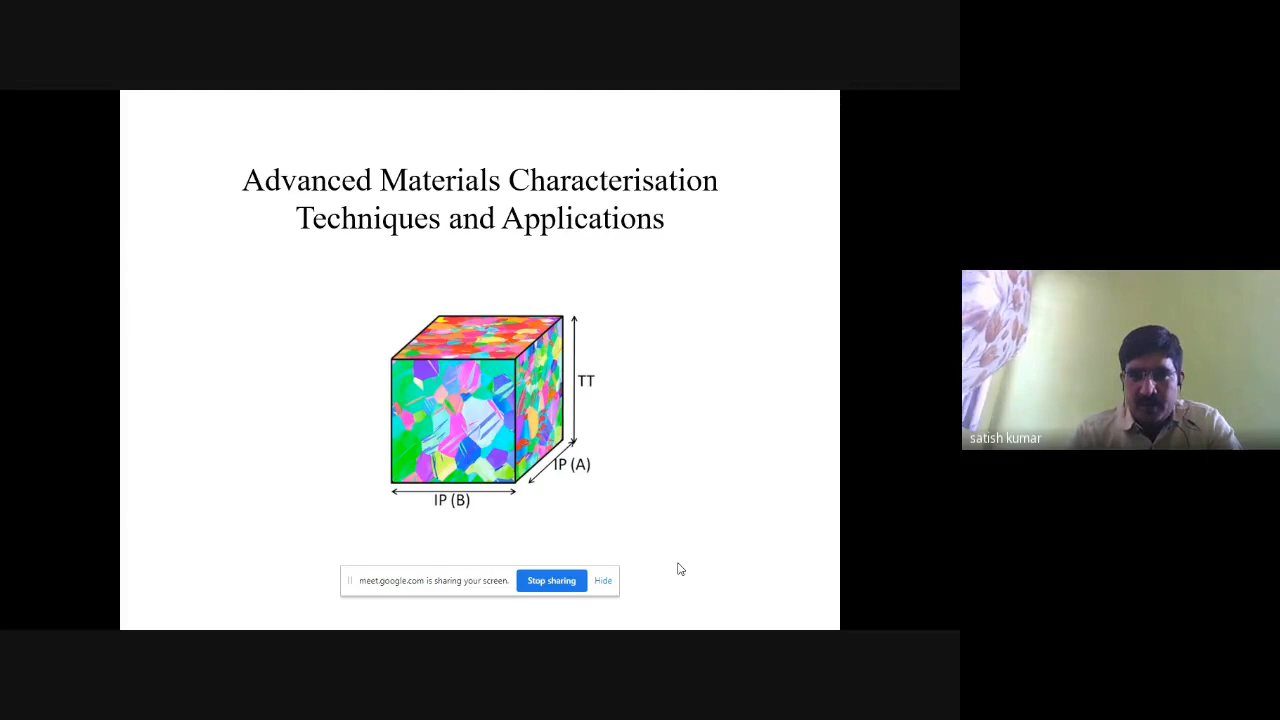 Advanced Materials Characterisation
Techniques and Applications
TT
IP (A)
IP (B)
meet.google.com is sharing your screen.
Stop sharing
Hide
satish kumar